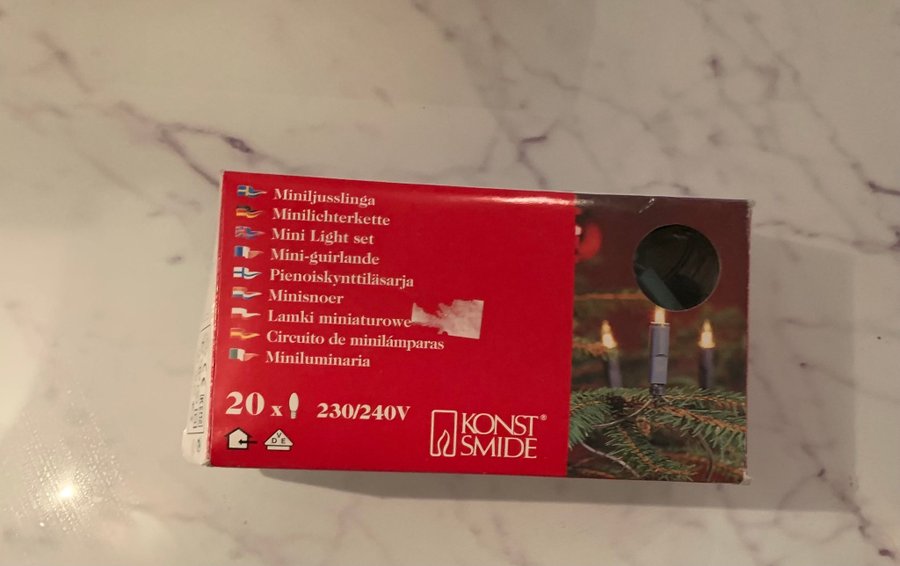 Miniljusslinga
Minilichterkette
Mini Light set
Mini-guirlande
Pienoiskynttiläsarja
Minisnoer
Lamki miniaturowe
Circuito de minilámparas
Miniluminaria
20 x 230/240V
DVE
KONST®
SMIDE